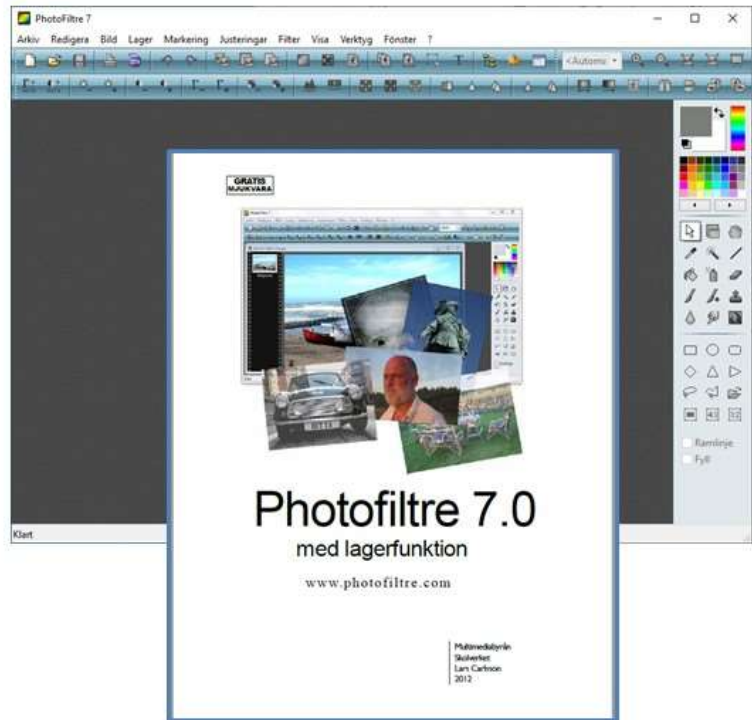 PhotoFiltre 7
Arkiv Redigera Bild Lager Markering Justeringar Filter Visa Verktyg Fönster ?
<Automa
Ramlinje
Fyll
GRATIS
MJUKVARA
Photofiltre 7.0
med lagerfunktion
www.photofiltre.com
Multimediabyrån
Skolverket
Lars Carlsson
2012
Klart